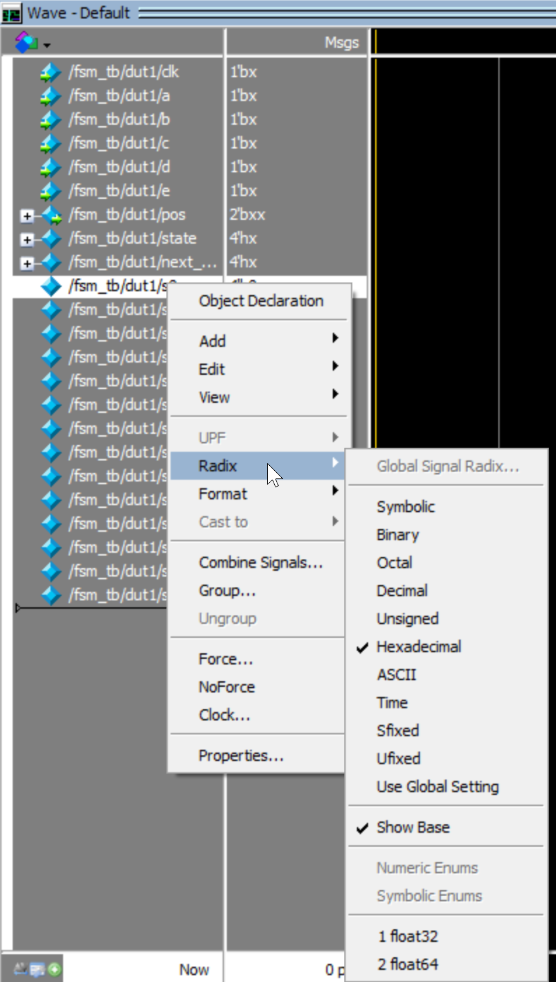 Wave - Default
Msgs
/fsm_tb/dut1/clk 1'bx
/fsm_tb/dut1/a 1'bx
/fsm_tb/dut1/b 1'bx
/fsm_tb/dut1/c 1'bx
/fsm_tb/dut1/d 1'bx
/fsm_tb/dut1/e 1'bx
/fsm_tb/dut1/pos 2'bxx
/fsm_tb/dut1/state 4'hx
/fsm_tb/dut1/next_... 4'hx
/fsm_tb/dut1/s
/fsm_tb/dut1/s
/fsm_tb/dut1/s
/fsm_tb/dut1/s
/fsm_tb/dut1/s
/fsm_tb/dut1/s
/fsm_tb/dut1/s
/fsm_tb/dut1/s
/fsm_tb/dut1/s
/fsm_tb/dut1/s
/fsm_tb/dut1/s
/fsm_tb/dut1/s
/fsm_tb/dut1/s
/fsm_tb/dut1/s
Object Declaration
Add
Edit
View
UPF
Radix
Format
Cast to
Combine Signals...
Group...
Ungroup
Force...
NoForce
Clock...
Properties...
Global Signal Radix...
Symbolic
Binary
Octal
Decimal
Unsigned
Hexadecimal
ASCII
Time
Sfixed
Ufixed
Use Global Setting
Show Base
Numeric Enums
Symbolic Enums
1 float32
2 float64
Now 0 p